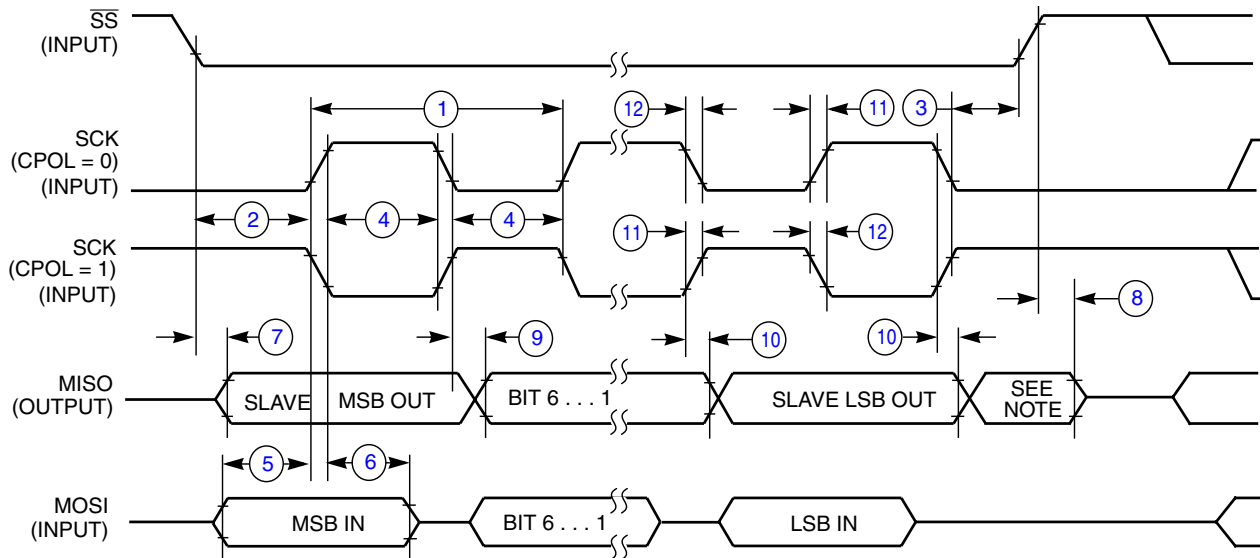 SS
(INPUT)
1
12
11
3
SCK
(CPOL = 0)
(INPUT)
2
4
4
SCK
(CPOL = 1)
(INPUT)
11
12
8
7
9
10
10
MISO
(OUTPUT)
SLAVE
MSB OUT
BIT 6 . . . 1
SLAVE LSB OUT
SEE
NOTE
5
6
MOSI
(INPUT)
MSB IN
BIT 6 . . . 1
LSB IN